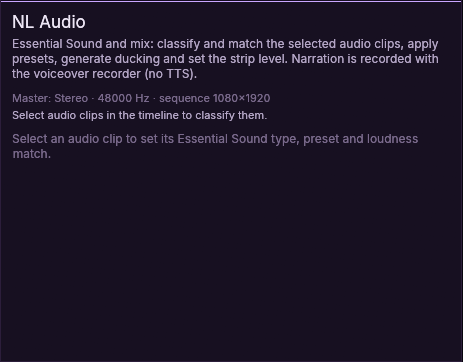 NL Audio
Essential Sound and mix: classify and match the selected audio clips, apply
presets, generate ducking and set the strip level. Narration is recorded with
the voiceover recorder (no TTS).
Master: Stereo · 48000 Hz · sequence 1080×1920
Select audio clips in the timeline to classify them.
Select an audio clip to set its Essential Sound type, preset and loudness
match.